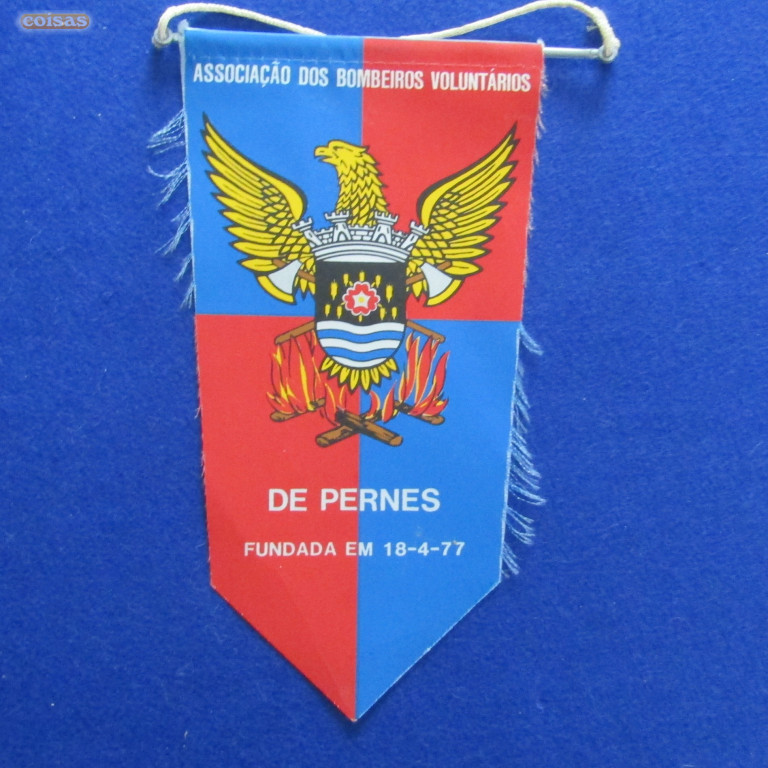 coisas
ASSOCIAÇÃO DOS BOMBEIROS VOLUNTÁRIOS
DE PERNES
FUNDADA EM 18-4-77